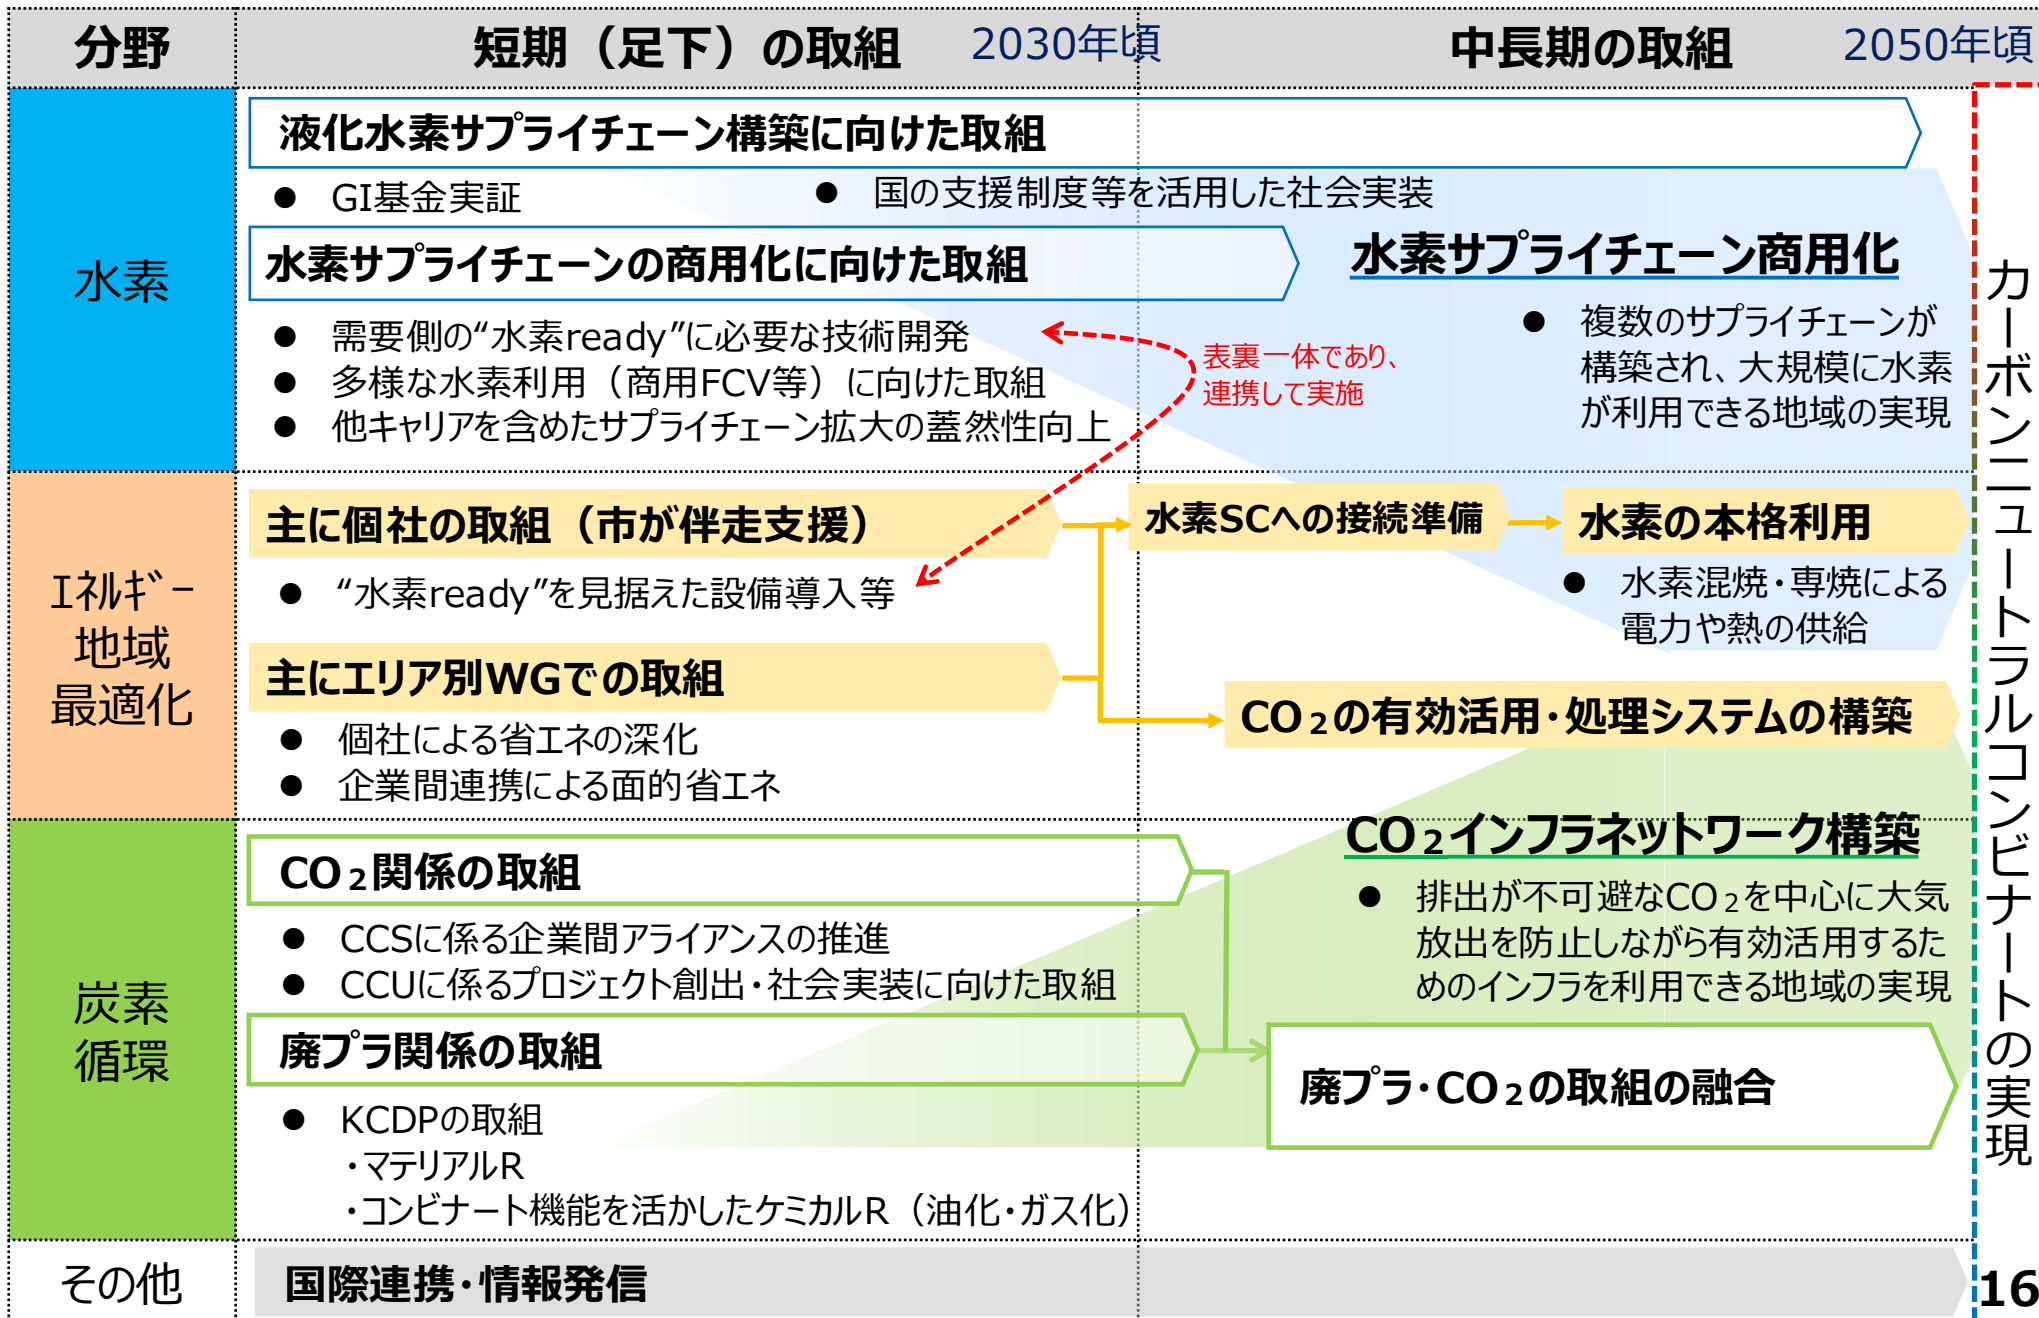 分野
短期（足下）の取組
2030年頃
中長期の取組
2050年頃
水素
液化水素サプライチェーン構築に向けた取組
● GI基金実証
● 国の支援制度等を活用した社会実装
水素サプライチェーンの商用化に向けた取組
● 需要側の“水素ready”に必要な技術開発
● 多様な水素利用（商用FCV等）に向けた取組
● 他キャリアを含めたサプライチェーン拡大の蓋然性向上
表裏一体であり、
連携して実施
水素サプライチェーン商用化
● 複数のサプライチェーンが
構築され、大規模に水素
が利用できる地域の実現
ｴﾈﾙｷﾞｰ
地域
最適化
主に個社の取組（市が伴走支援）
● “水素ready”を見据えた設備導入等
主にエリア別WGでの取組
● 個社による省エネの深化
● 企業間連携による面的省エネ
水素SCへの接続準備
水素の本格利用
● 水素混焼・専焼による
電力や熱の供給
CO₂の有効活用・処理システムの構築
炭素
循環
CO₂関係の取組
● CCSに係る企業間アライアンスの推進
● CCUに係るプロジェクト創出・社会実装に向けた取組
廃プラ関係の取組
● KCDPの取組
・マテリアルR
・コンビナート機能を活かしたケミカルR（油化・ガス化）
CO₂インフラネットワーク構築
● 排出が不可避なCO₂を中心に大気
放出を防止しながら有効活用するた
めのインフラを利用できる地域の実現
廃プラ・CO₂の取組の融合
その他
国際連携・情報発信
カーボンニュートラルコンビナートの実現
16